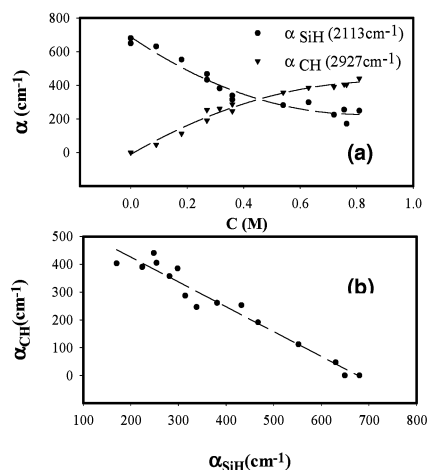 800
600
400
200
0
α (cm⁻¹)
α SiH (2113cm⁻¹)
α CH (2927cm⁻¹)
(a)
0.0 0.2 0.4 0.6 0.8 1.0
C (M)
500
400
300
200
100
0
αCH(cm⁻¹)
(b)
100 200 300 400 500 600 700 800
αSiH(cm⁻¹)